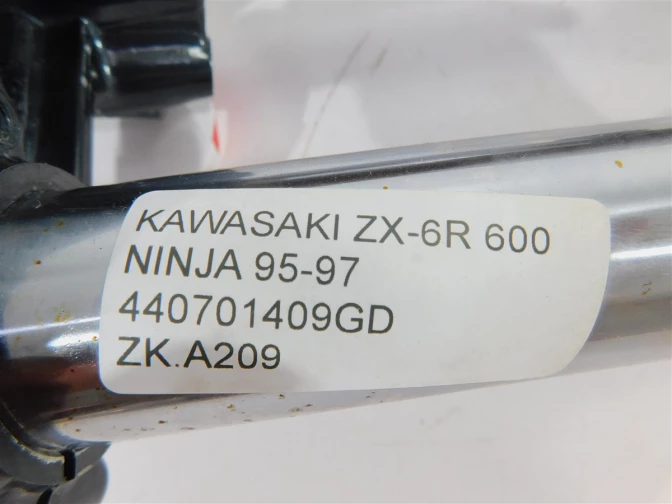 KAWASAKI ZX-6R 600
NINJA 95-97
440701409GD
ZK.A209